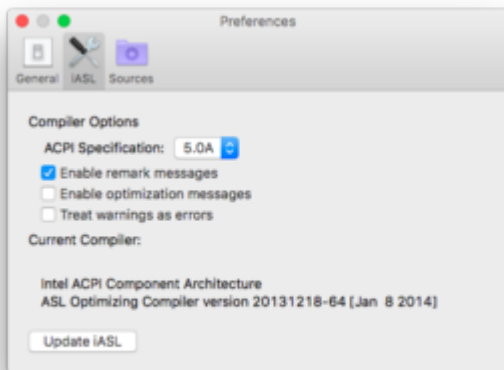 Preferences
General iASL Sources
Compiler Options
ACPI Specification: 5.0A
Enable remark messages
Enable optimization messages
Treat warnings as errors
Current Compiler:
Intel ACPI Component Architecture
ASL Optimizing Compiler version 20131218-64 [Jan  8 2014]
Update iASL